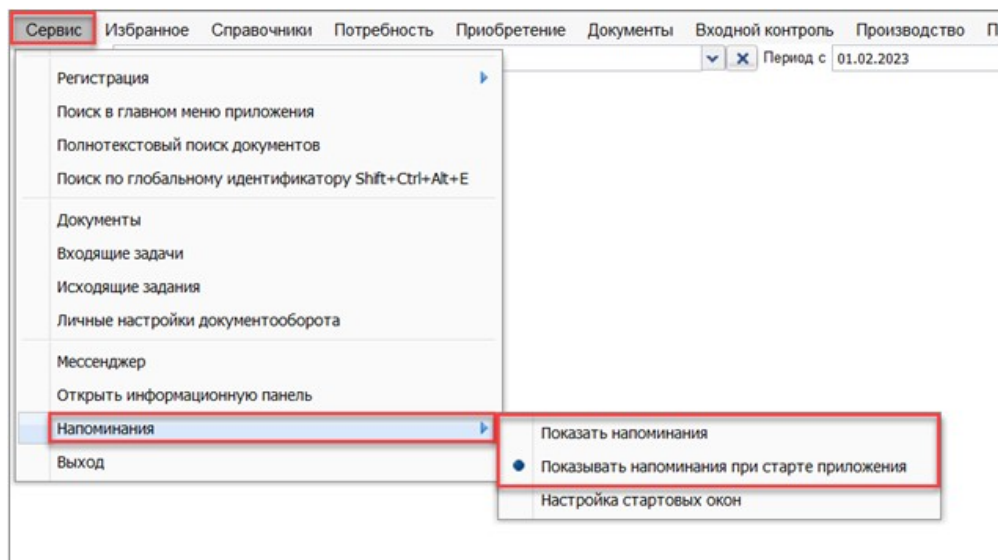 Сервис Избранное Справочники Потребность Приобретение Документы Входной контроль Производство П
Период с 01.02.2023
Регистрация
Поиск в главном меню приложения
Полнотекстовый поиск документов
Поиск по глобальному идентификатору Shift+Ctrl+Alt+E
Документы
Входящие задачи
Исходящие задания
Личные настройки документооборота
Мессенджер
Открыть информационную панель
Напоминания
Выход
Показать напоминания
Показывать напоминания при старте приложения
Настройка стартовых окон